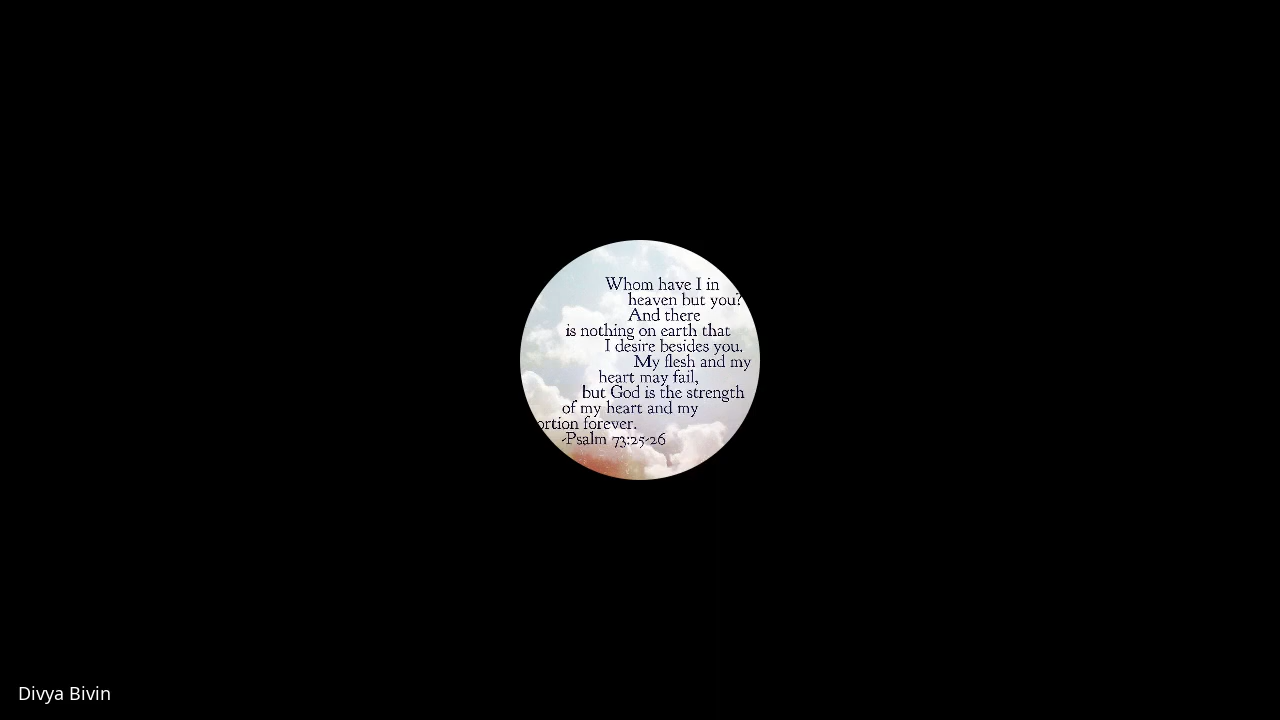 Whom have I in
heaven but you?
And there
is nothing on earth that
I desire besides you.
My flesh and my
heart may fail,
but God is the strength
of my heart and my
ortion forever.
-Psalm 73:25-26
Divya Bivin